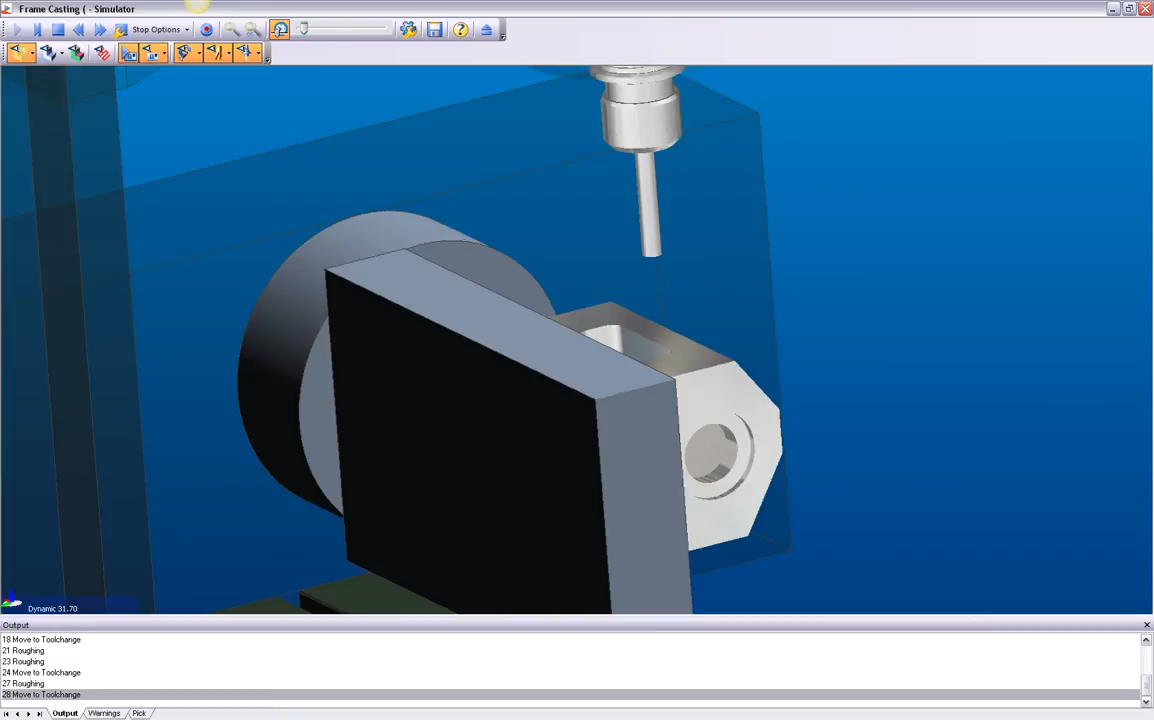 Frame Casting ( - Simulator
Stop Options
Dynamic 31.70
Output
18 Move to Toolchange
21 Roughing
23 Roughing
24 Move to Toolchange
27 Roughing
28 Move to Toolchange
Output Warnings Pick